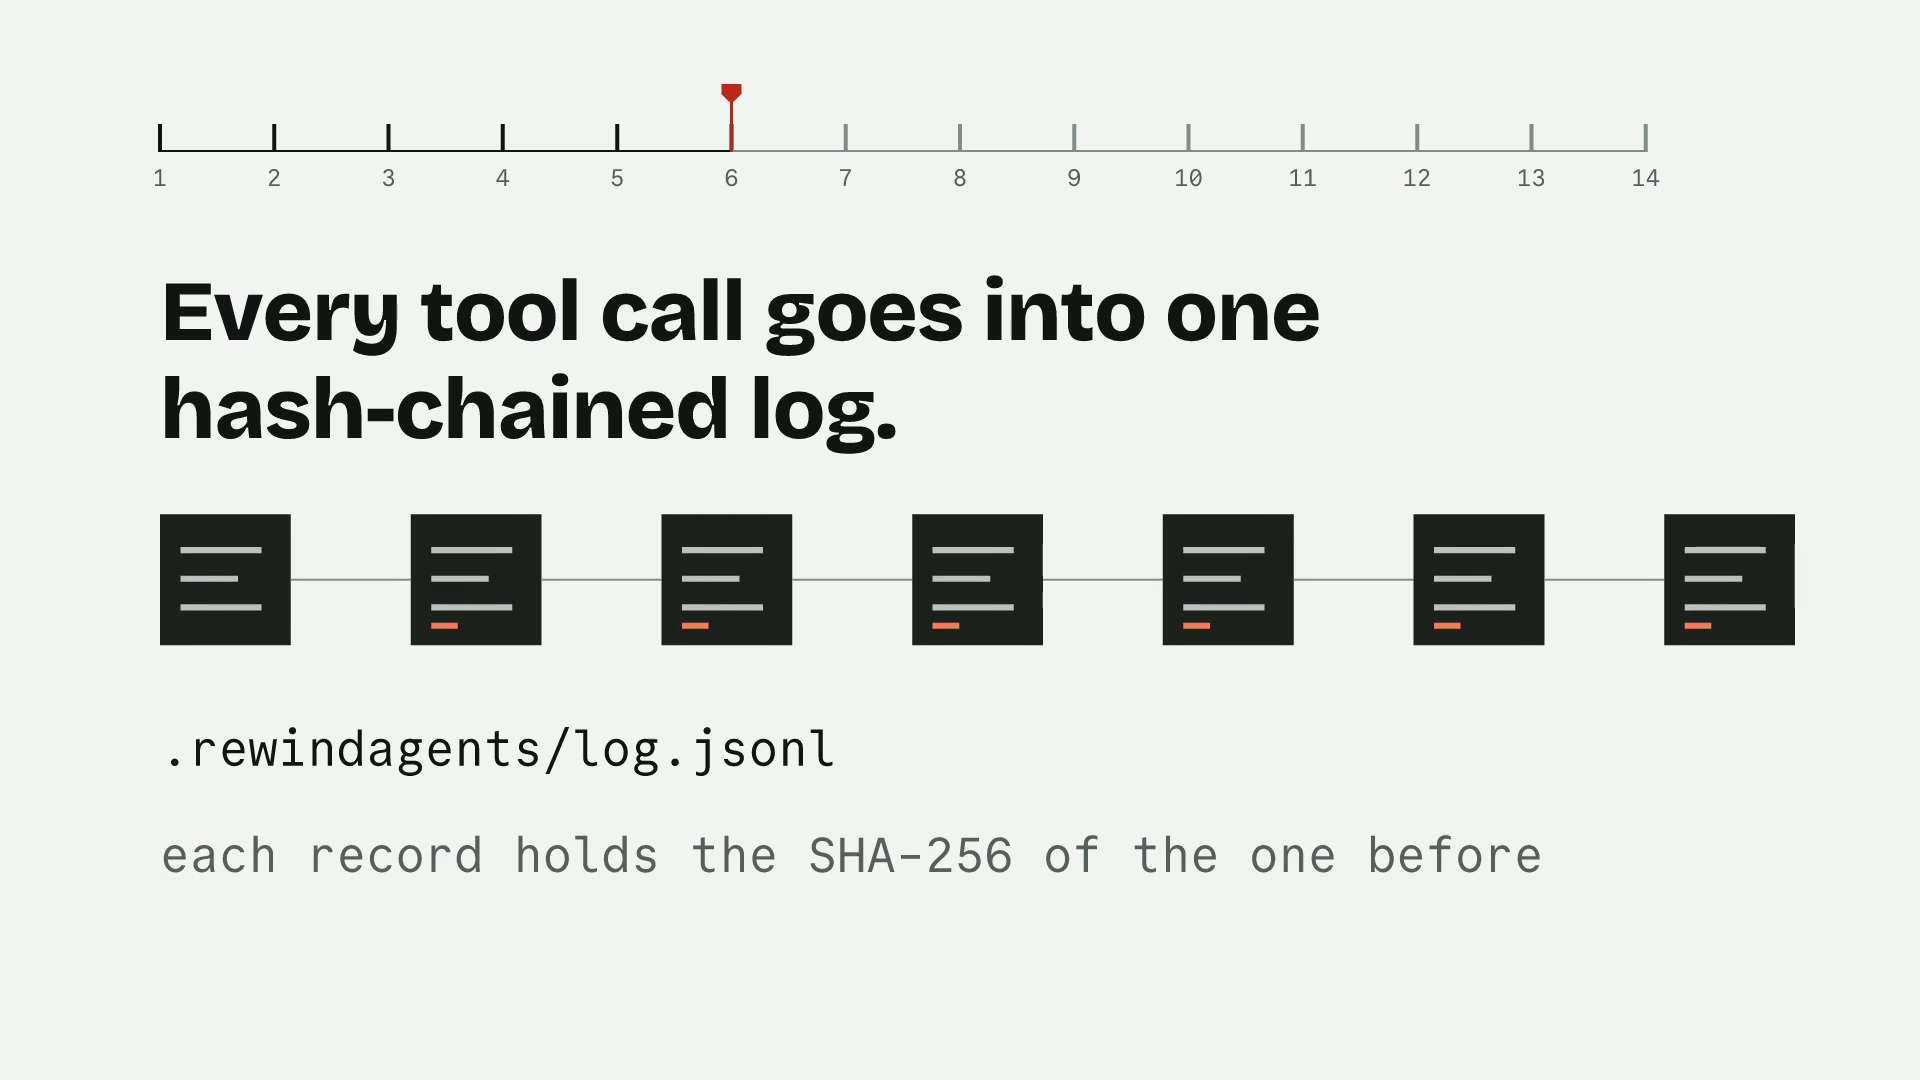 1 2 3 4 5 6 7 8 9 10 11 12 13 14
Every tool call goes into one
hash-chained log.
.rewindagents/log.jsonl
each record holds the SHA-256 of the one before